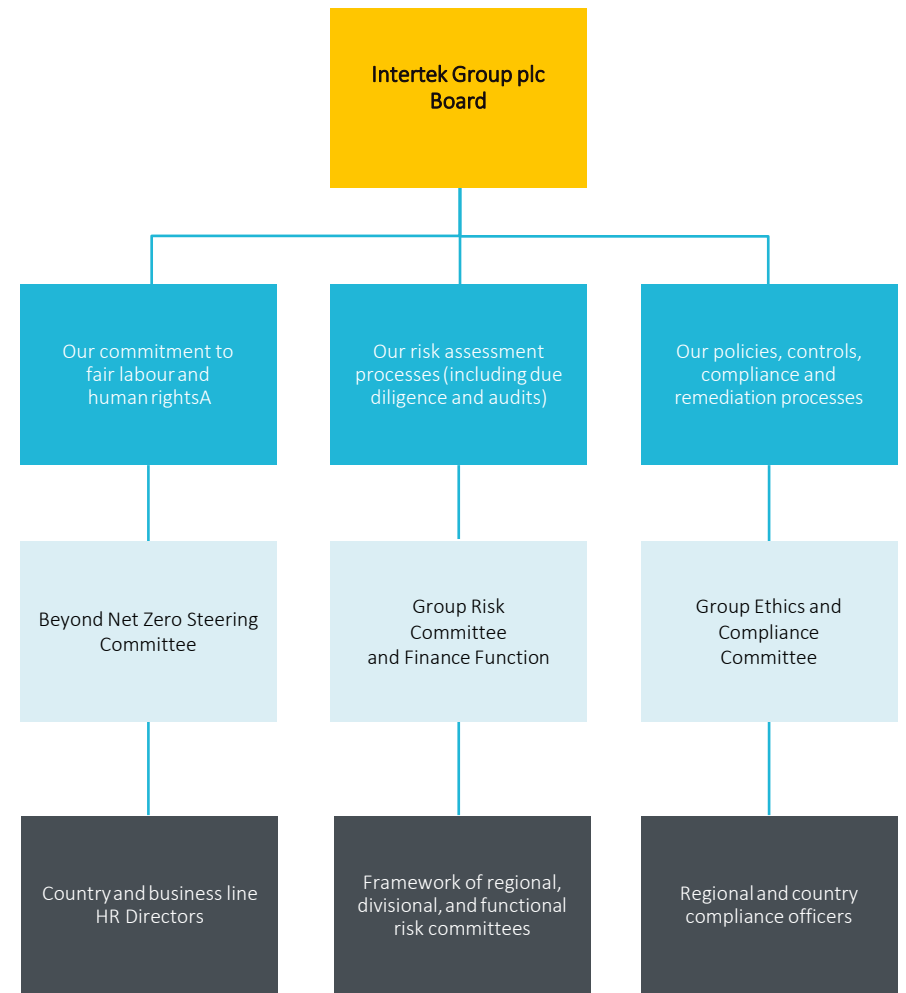 Intertek Group plc
Board
Our commitment to
fair labour and
human rightsA
Our risk assessment
processes (including due
diligence and audits)
Our policies, controls,
compliance and
remediation processes
Beyond Net Zero Steering
Committee
Group Risk
Committee
and Finance Function
Group Ethics and
Compliance
Committee
Country and business line
HR Directors
Framework of regional,
divisional, and functional
risk committees
Regional and country
compliance officers